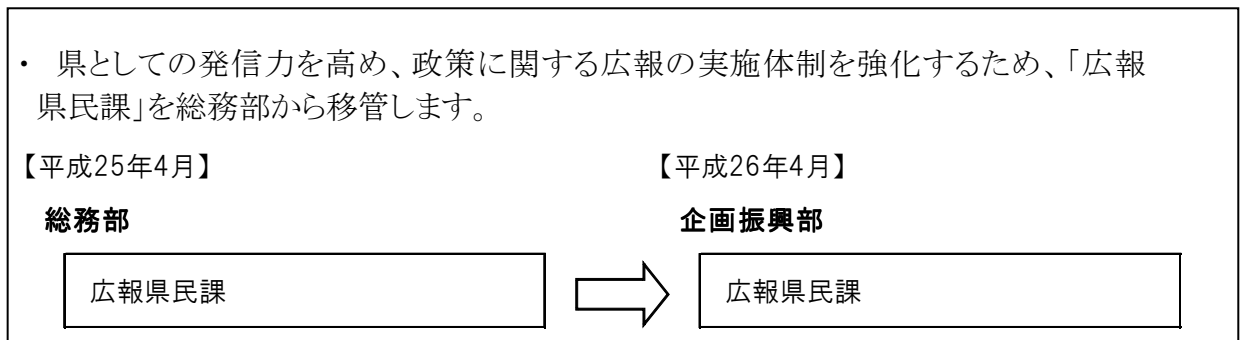 ・ 県としての発信力を高め、政策に関する広報の実施体制を強化するため、「広報
県民課」を総務部から移管します。
【平成25年4月】 【平成26年4月】
総務部 企画振興部
広報県民課 広報県民課